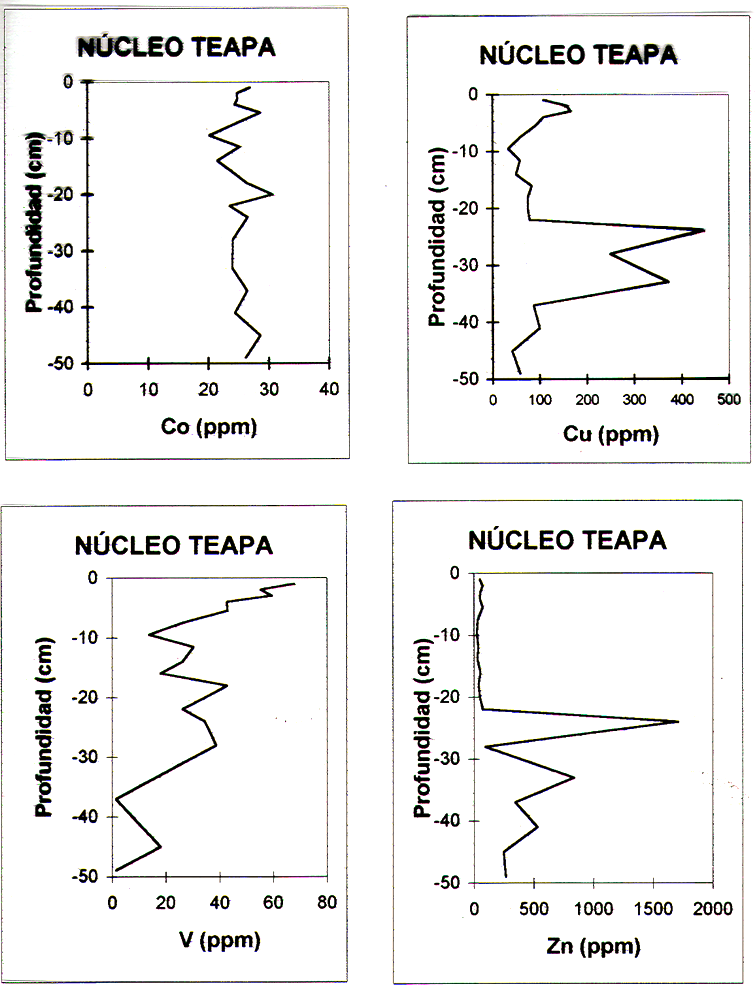 NÚCLEO TEAPA
Profundidad (cm)
0
-10
-20
-30
-40
-50
0 10 20 30 40
Co (ppm)
NÚCLEO TEAPA
Profundidad (cm)
0
-10
-20
-30
-40
-50
0 100 200 300 400 500
Cu (ppm)
NÚCLEO TEAPA
Profundidad (cm)
0
-10
-20
-30
-40
-50
0 20 40 60 80
V (ppm)
NÚCLEO TEAPA
Profundidad (cm)
0
-10
-20
-30
-40
-50
0 500 1000 1500 2000
Zn (ppm)